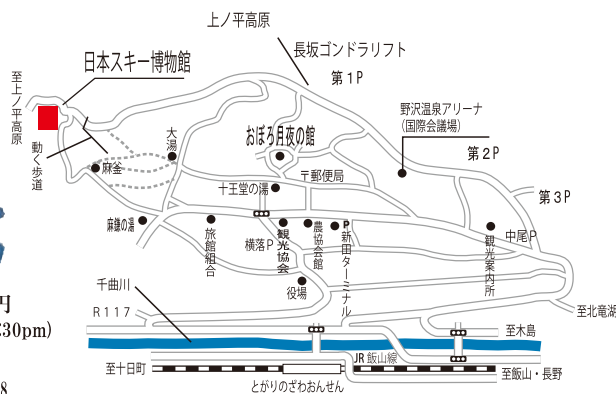 上ノ平高原
長坂ゴンドラリフト
第1P
日本スキー博物館
至上ノ平高原
動く歩道
大湯
おぼろ月夜の館
野沢温泉アリーナ
(国際会議場)
第2P
麻釜
十王堂の湯
〒郵便局
第3P
麻鎌の湯
旅館組合
横落P
観光協会
農協会館
P新田ターミナル
観光案内所
中尾P
役場
千曲川
R117
至北竜湖
円
30pm)
至木島
至十日町
JR飯山線
至飯山・長野
とがりのざわおんせん
8